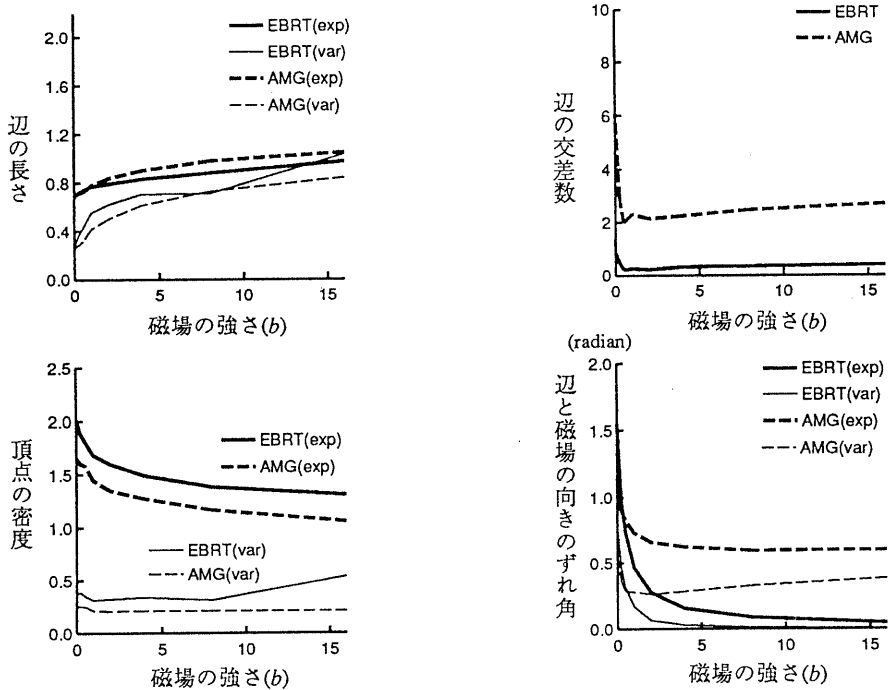 辺の長さ
2.0
1.6
1.2
0.8
0.4
0.0
EBRT(exp)
EBRT(var)
AMG(exp)
AMG(var)
0 5 10 15
磁場の強さ(b)
辺の交差数
10
8
6
4
2
0
EBRT
AMG
0 5 10 15
磁場の強さ(b)
頂点の密度
2.5
2.0
1.5
1.0
0.5
0.0
EBRT(exp)
AMG(exp)
EBRT(var)
AMG(var)
0 5 10 15
磁場の強さ(b)
(radian)
辺と磁場の向きのずれ角
2.0
1.5
1.0
0.5
0.0
EBRT(exp)
EBRT(var)
AMG(exp)
AMG(var)
0 5 10 15
磁場の強さ(b)